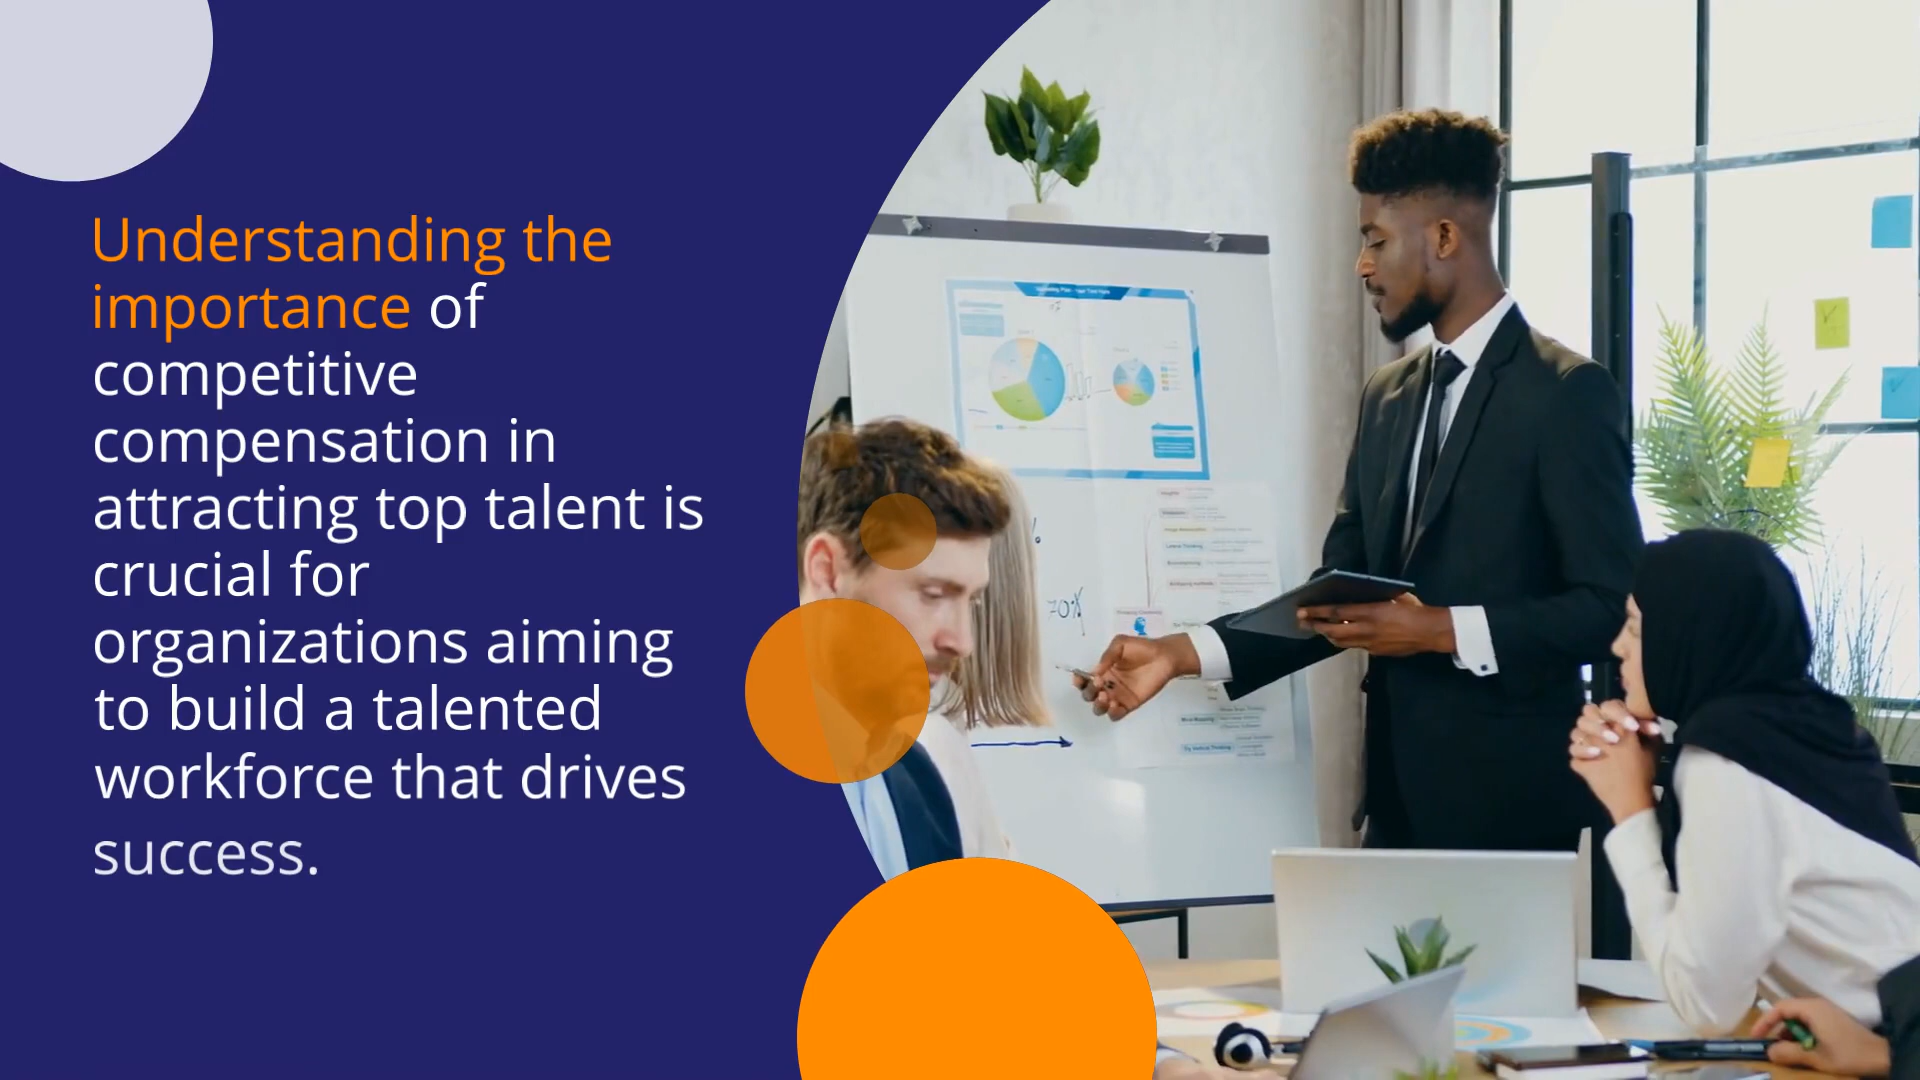 Understanding the
importance of
competitive
compensation in
attracting top talent is
crucial for
organizations aiming
to build a talented
workforce that drives
success.
70%